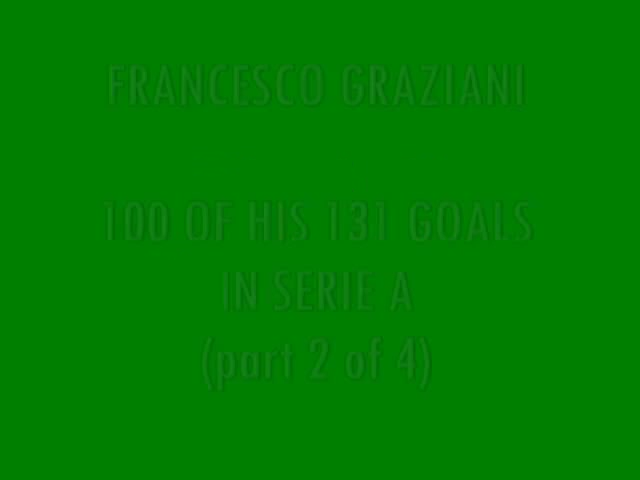 FRANCESCO GRAZIANI
100 OF HIS 131 GOALS
IN SERIE A
(part 2 of 4)